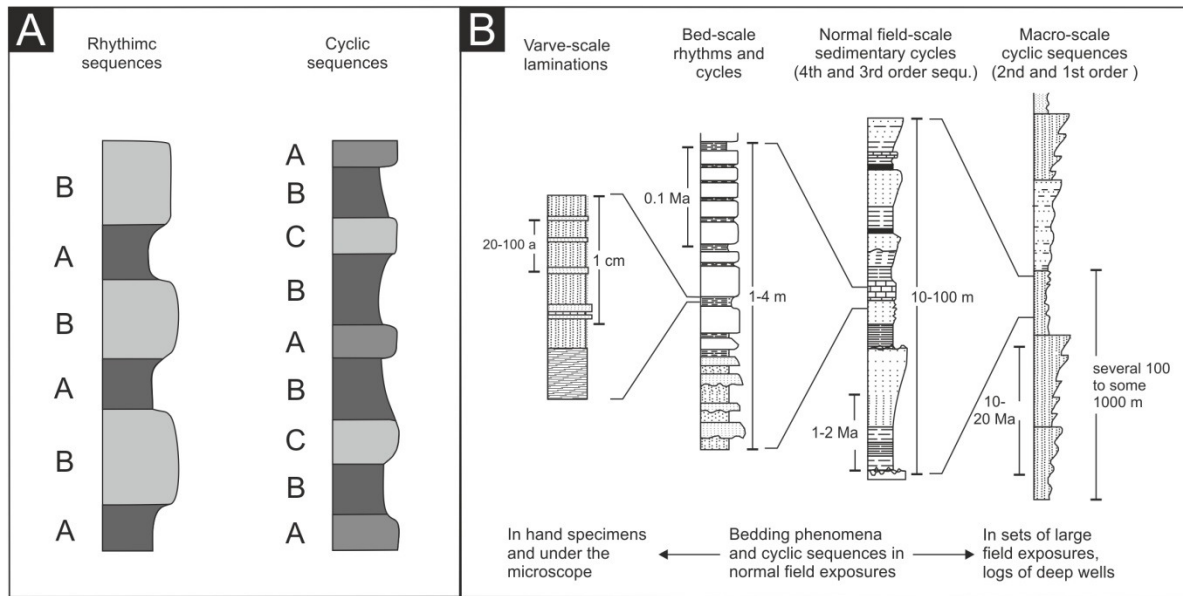 A
Rhythimc
sequences
Cyclic
sequences
B
A
B
A
B
A
A
B
C
B
A
B
C
B
A
B
Varve-scale
laminations
Bed-scale
rhythms and
cycles
Normal field-scale
sedimentary cycles
(4th and 3rd order sequ.)
Macro-scale
cyclic sequences
(2nd and 1st order )
20-100 a
1 cm
0.1 Ma
1-4 m
1-2 Ma
10-100 m
10-
20 Ma
several 100
to some
1000 m
In hand specimens
and under the
microscope
Bedding phenomena
and cyclic sequences in
normal field exposures
In sets of large
field exposures,
logs of deep wells